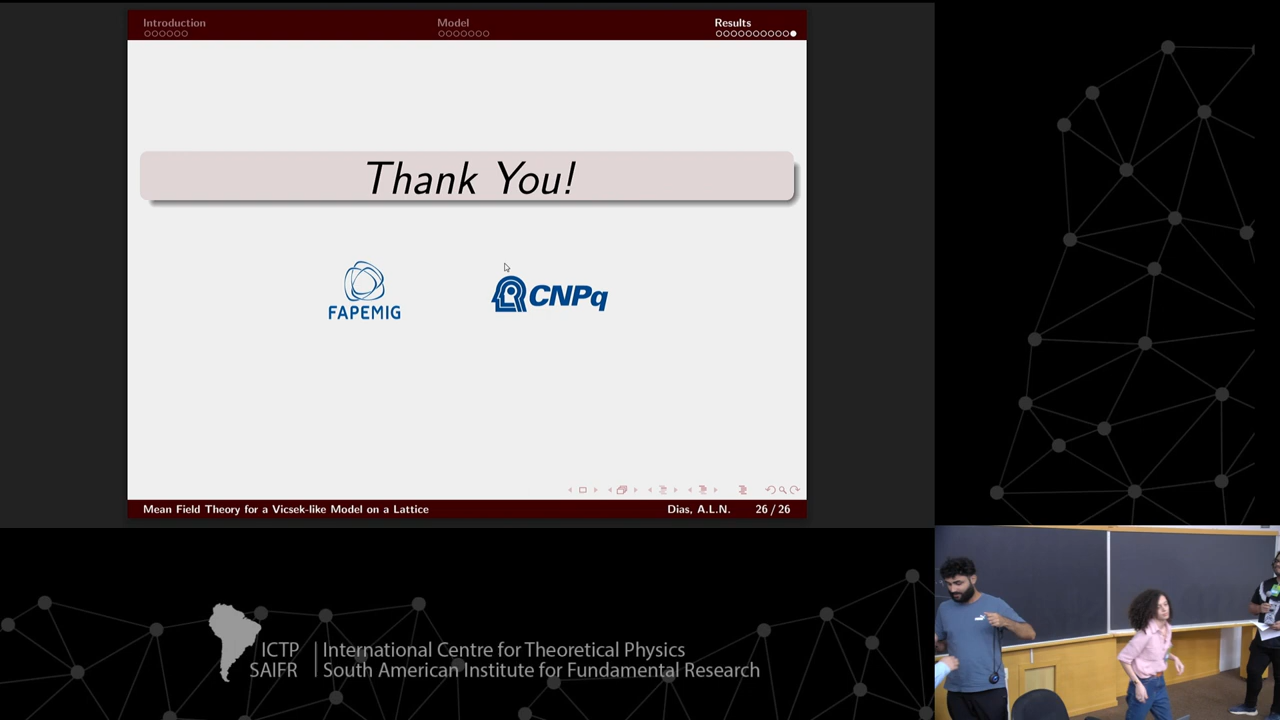 Introduction
Model
Results
Thank You!
FAPEMIG
CNPq
Mean Field Theory for a Vicsek-like Model on a Lattice
Dias, A.L.N.
26 / 26
ICTP
SAIFR
International Centre for Theoretical Physics
South American Institute for Fundamental Research